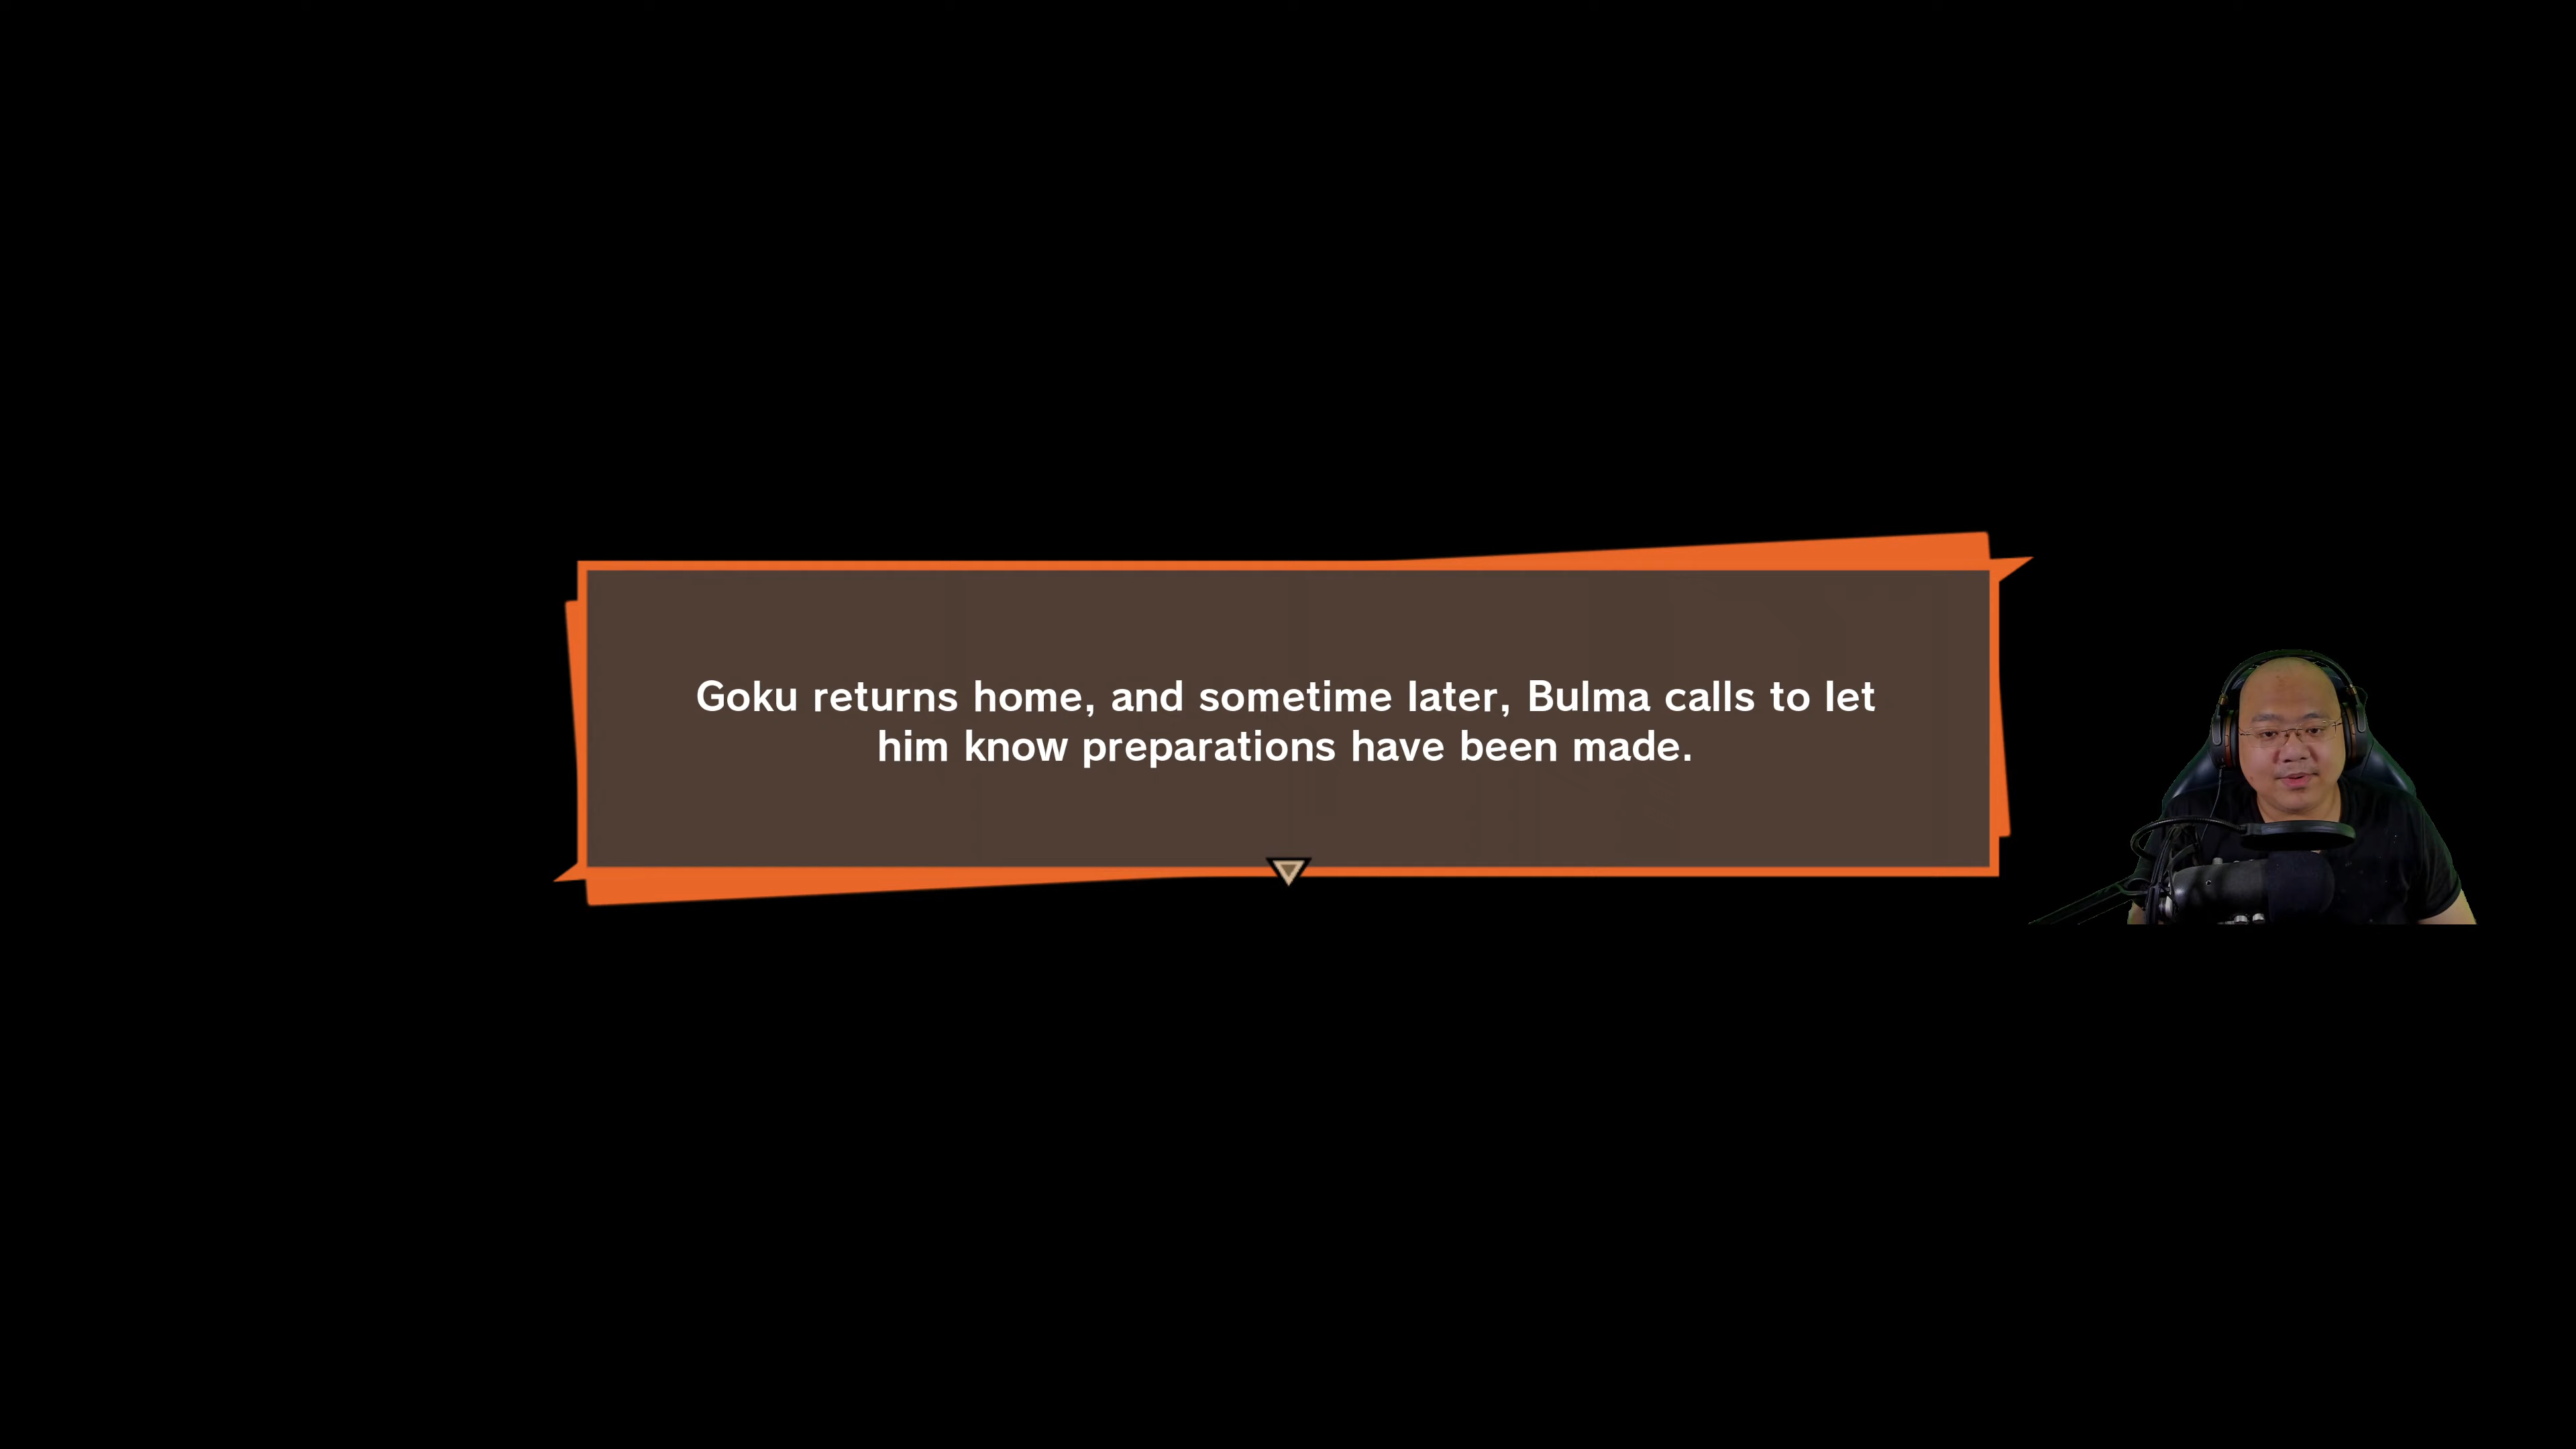 Goku returns home, and sometime later, Bulma calls to let
him know preparations have been made.